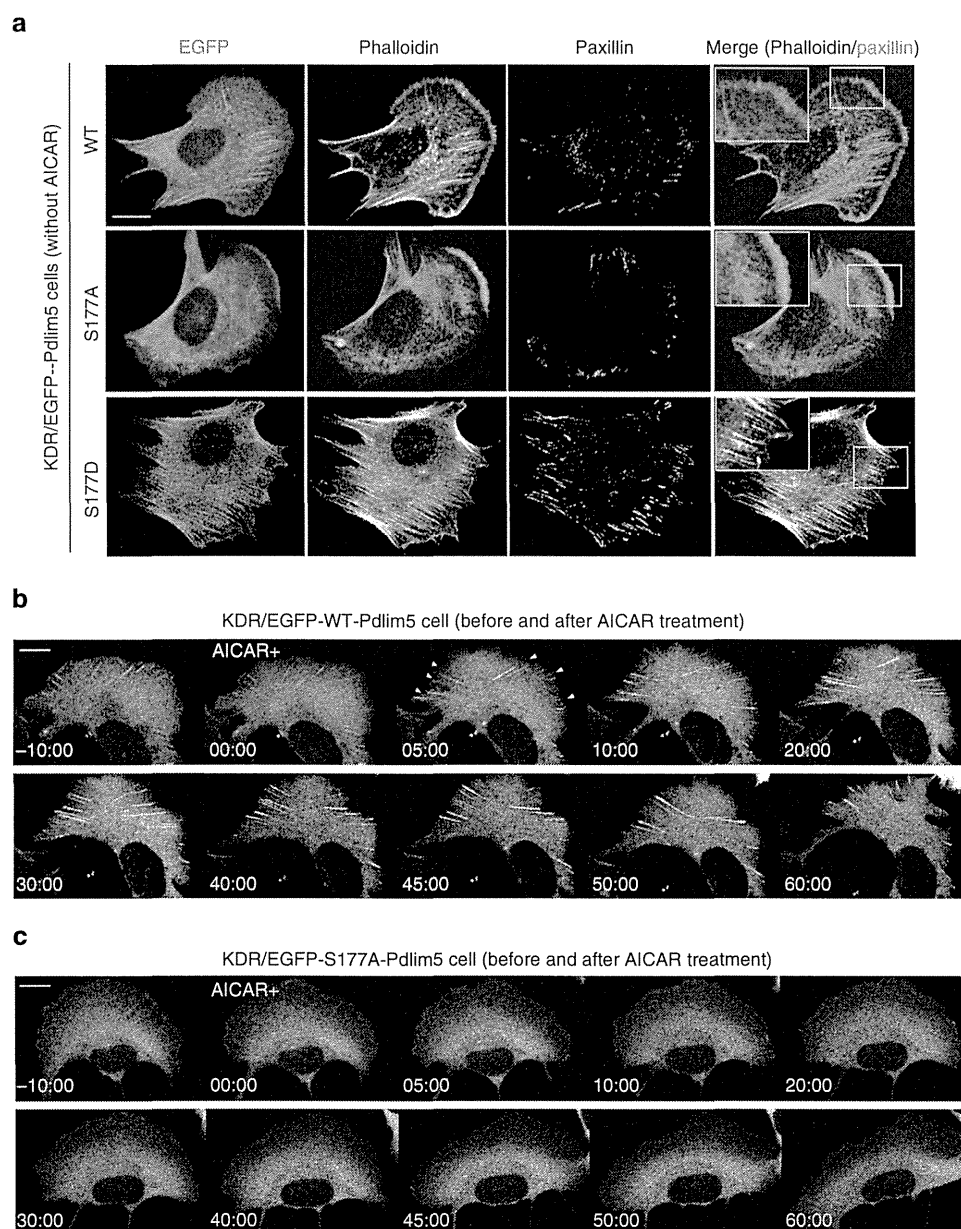 a
EGFP Phalloidin Paxillin Merge (Phalloidin/paxillin)
KDR/EGFP--Pdlim5 cells (without AICAR)
WT
S177A
S177D
b
KDR/EGFP-WT-Pdlim5 cell (before and after AICAR treatment)
AICAR+
–10:00 00:00 05:00 10:00 20:00
30:00 40:00 45:00 50:00 60:00
c
KDR/EGFP-S177A-Pdlim5 cell (before and after AICAR treatment)
AICAR+
–10:00 00:00 05:00 10:00 20:00
30:00 40:00 45:00 50:00 60:00